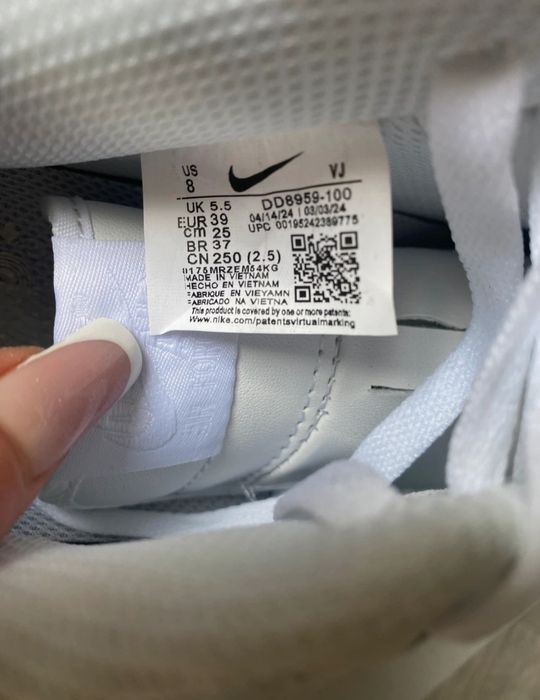 US
8
VJ
UK 5.5
EUR 39
cm 25
BR 37
CN 250 (2.5)
DD8959-100
04/14/24 | 03/03/24
UPC 00195242389775
MADE IN VIETNAM
HECHO EN VIETNAM
FABRIQUE EN VIEYAMN
FABRICADO NA VIETNA
This product is covered by one or more patents:
www.nike.com/patentsvirtualmarking